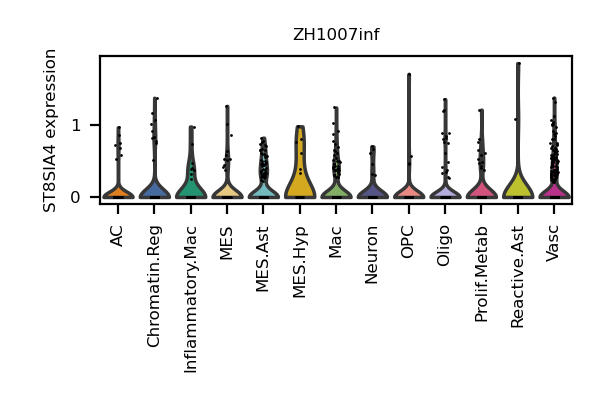 ZH1007inf
ST8SIA4 expression
1
0
AC
Chromatin.Reg
Inflammatory.Mac
MES
MES.Ast
MES.Hyp
Mac
Neuron
OPC
Oligo
Prolif.Metab
Reactive.Ast
Vasc